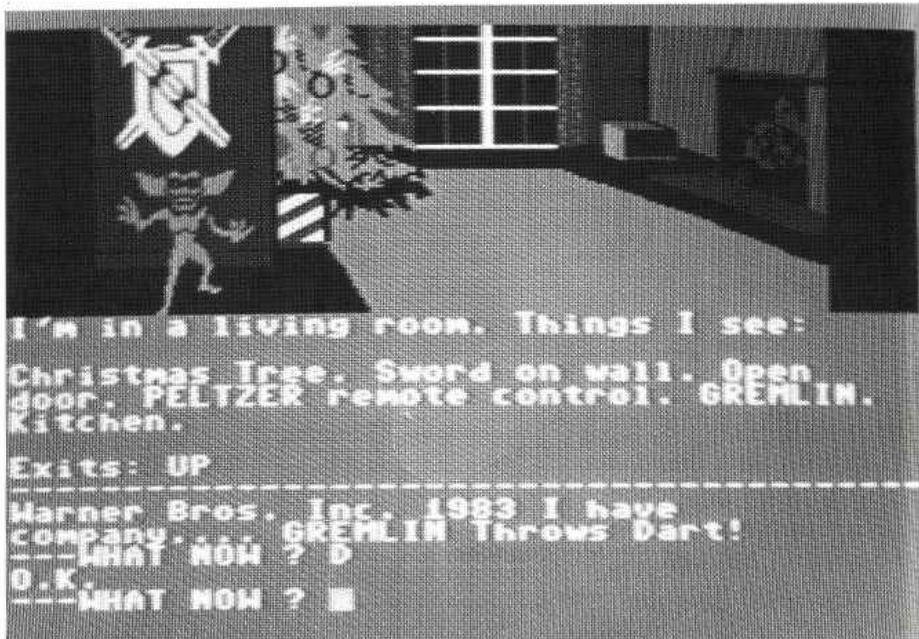 I'm in a living room. Things I see:
Christmas Tree. Sword on wall. Open
door. PELTZER remote control. GREMLIN.
Kitchen.
Exits: UP
Warner Bros. Inc. 1983 I have
company.... GREMLIN Throws Dart!
---WHAT NOW ? D
O.K.
---WHAT NOW ?